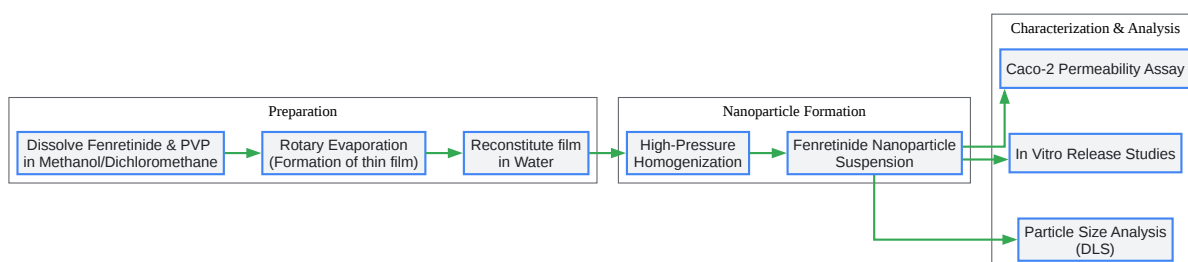 Characterization & Analysis
Caco-2 Permeability Assay
Preparation
Nanoparticle Formation
Dissolve Fenretinide & PVP
in Methanol/Dichloromethane
Rotary Evaporation
(Formation of thin film)
Reconstitute film
in Water
High-Pressure
Homogenization
Fenretinide Nanoparticle
Suspension
In Vitro Release Studies
Particle Size Analysis
(DLS)